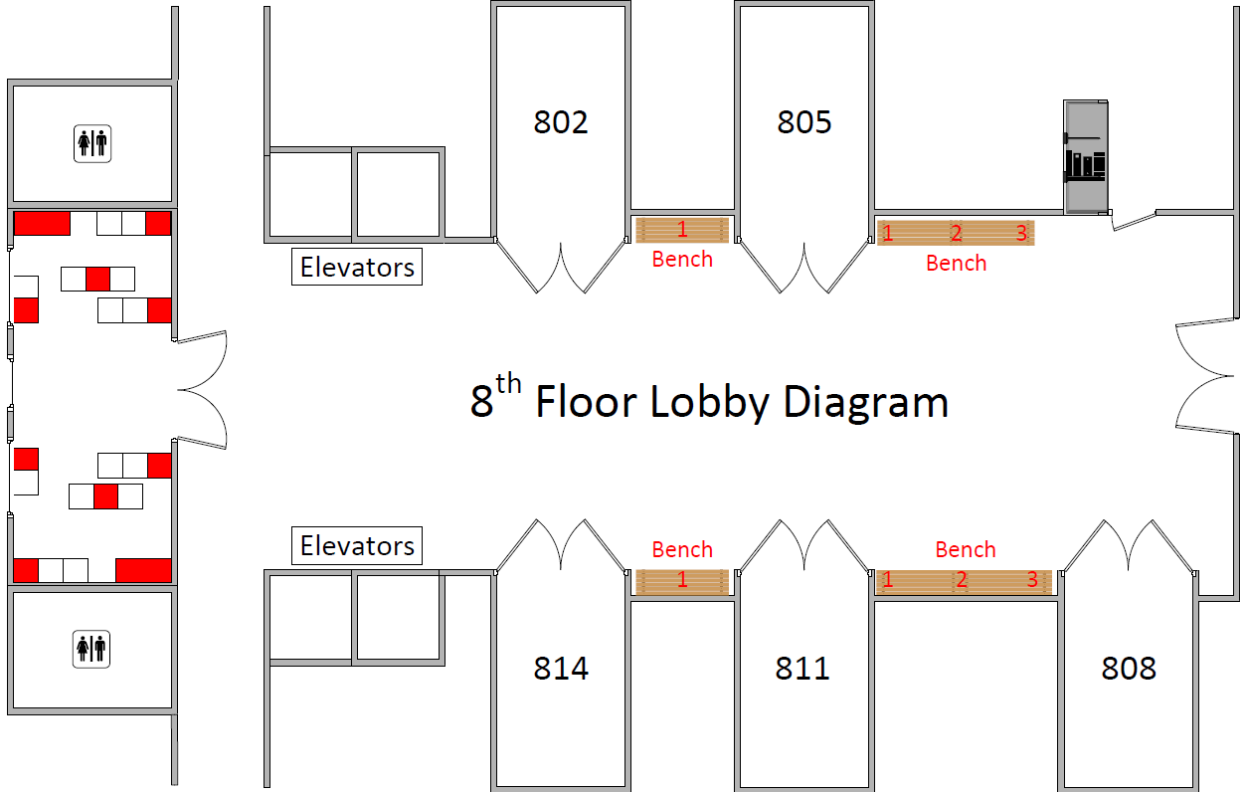 802
805
1
Bench
1 2 3
Bench
Elevators
8th Floor Lobby Diagram
Elevators
Bench
1
Bench
1 2 3
814
811
808